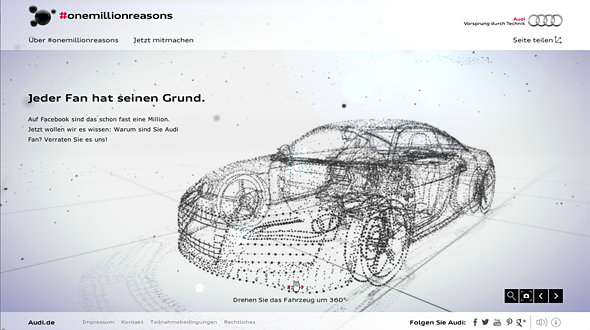 #onemillionreasons
Audi
Vorsprung durch Technik
Über #onemillionreasons
Jetzt mitmachen
Seite teilen
Jeder Fan hat seinen Grund.
Auf Facebook sind das schon fast eine Million.
Jetzt wollen wir es wissen: Warum sind Sie Audi
Fan? Verraten Sie es uns!
Drehen Sie das Fahrzeug um 360°
Audi.de
Impressum
Kontakt
Teilnahmebedingungen
Rechtliches
Folgen Sie Audi: